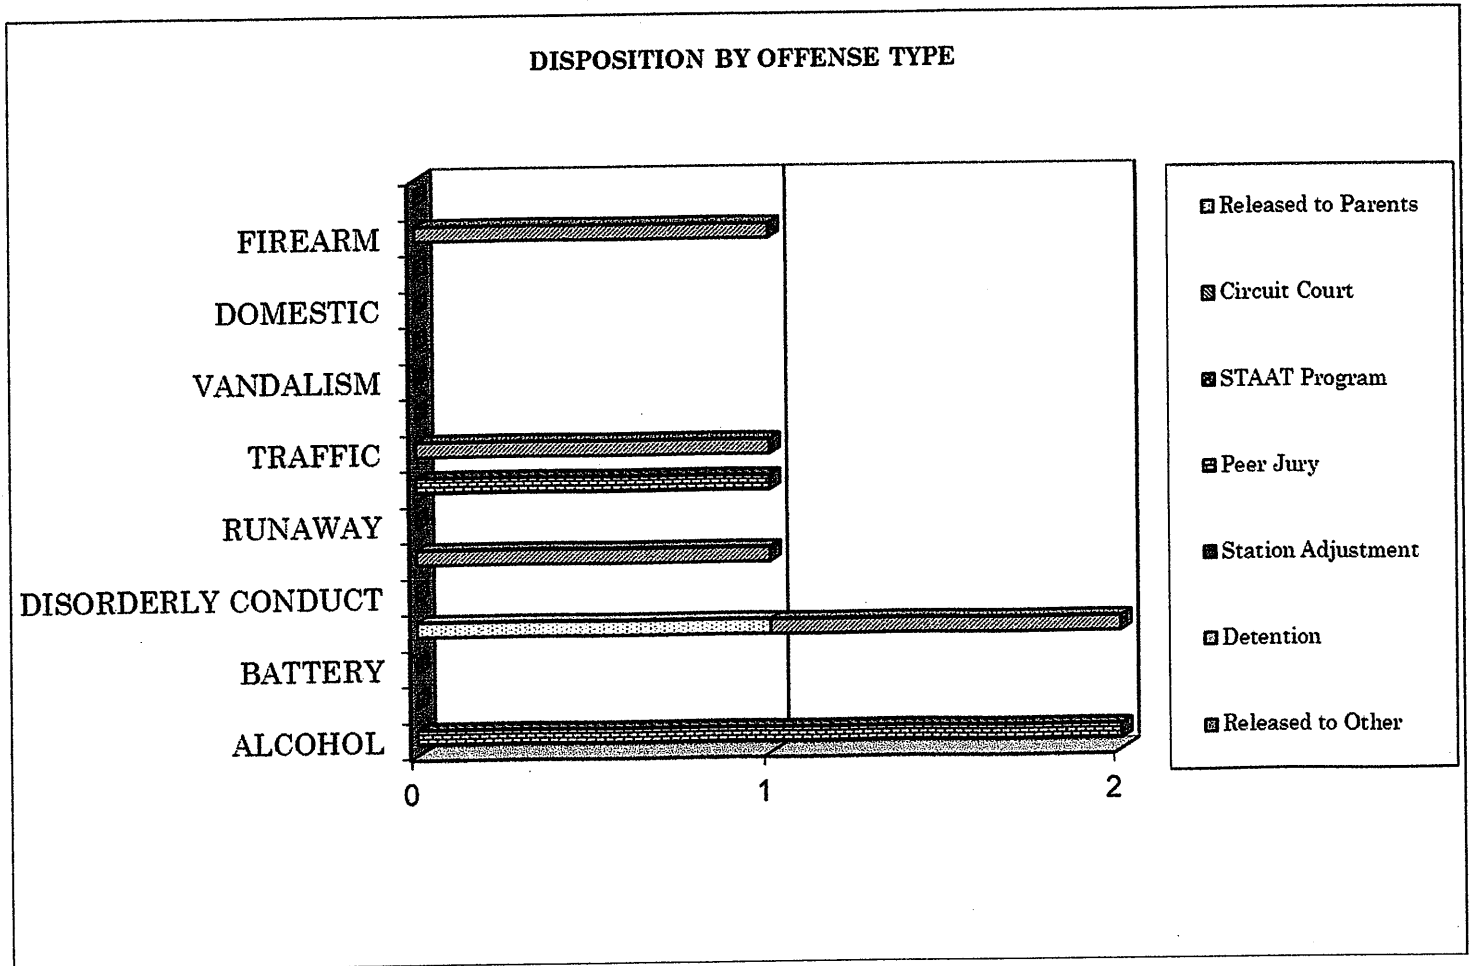 DISPOSITION BY OFFENSE TYPE
FIREARM
DOMESTIC
VANDALISM
TRAFFIC
RUNAWAY
DISORDERLY CONDUCT
BATTERY
ALCOHOL
0 1 2
Released to Parents
Circuit Court
STAAT Program
Peer Jury
Station Adjustment
Detention
Released to Other